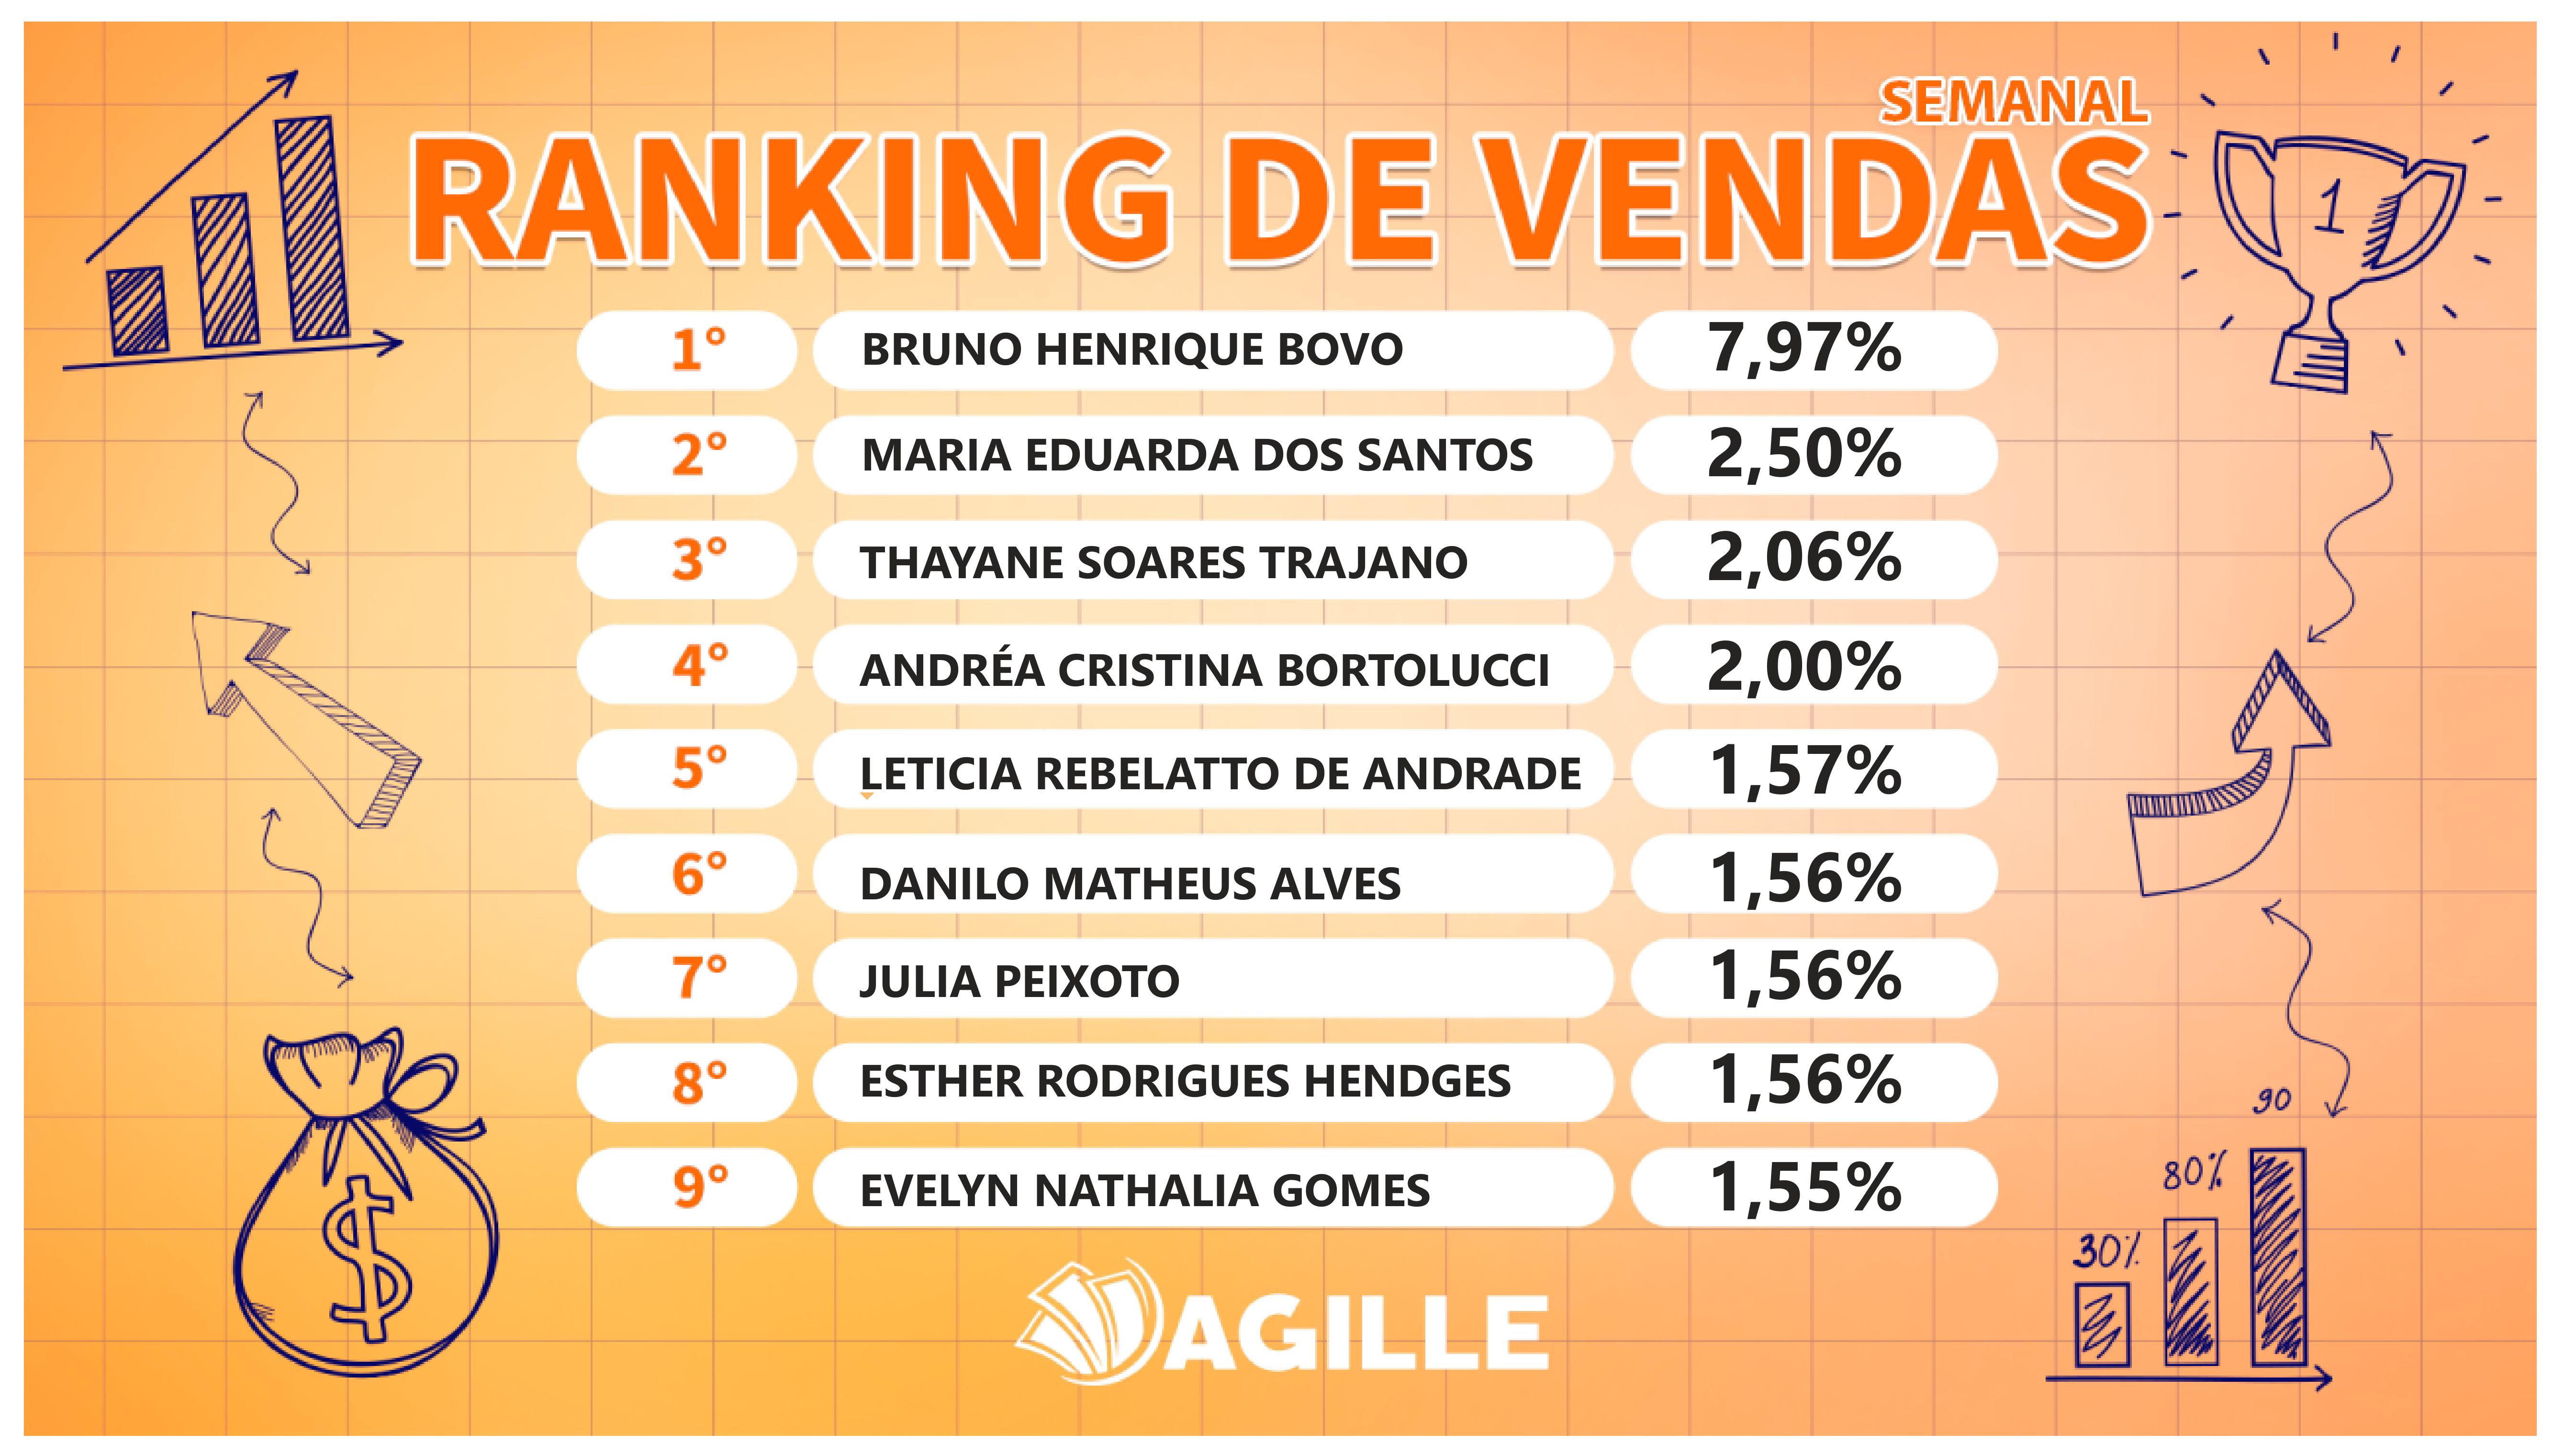 SEMANAL
RANKING DE VENDAS
1
1° BRUNO HENRIQUE BOVO 7,97%
2° MARIA EDUARDA DOS SANTOS 2,50%
3° THAYANE SOARES TRAJANO 2,06%
4° ANDRÉA CRISTINA BORTOLUCCI 2,00%
5° LETICIA REBELATTO DE ANDRADE 1,57%
6° DANILO MATHEUS ALVES 1,56%
7° JULIA PEIXOTO 1,56%
8° ESTHER RODRIGUES HENDGES 1,56%
9° EVELYN NATHALIA GOMES 1,55%
$
30%
80%
90
AGILLE